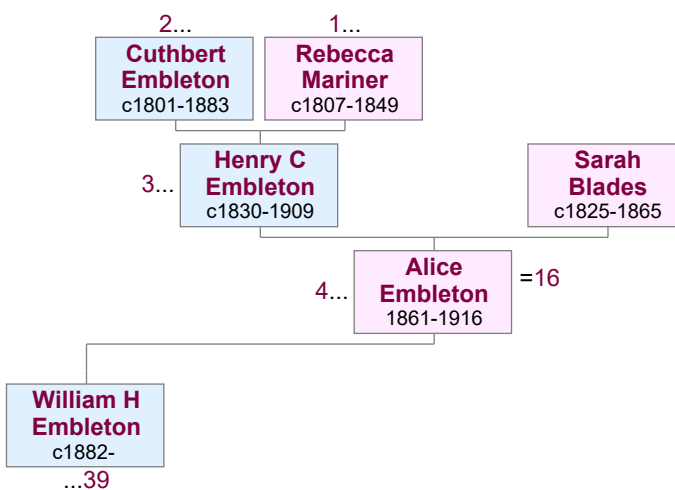 2...
1...
Cuthbert
Embleton
c1801-1883
Rebecca
Mariner
c1807-1849
3...
Henry C
Embleton
c1830-1909
Sarah
Blades
c1825-1865
4...
Alice
Embleton
1861-1916
=16
William H
Embleton
c1882-
...39